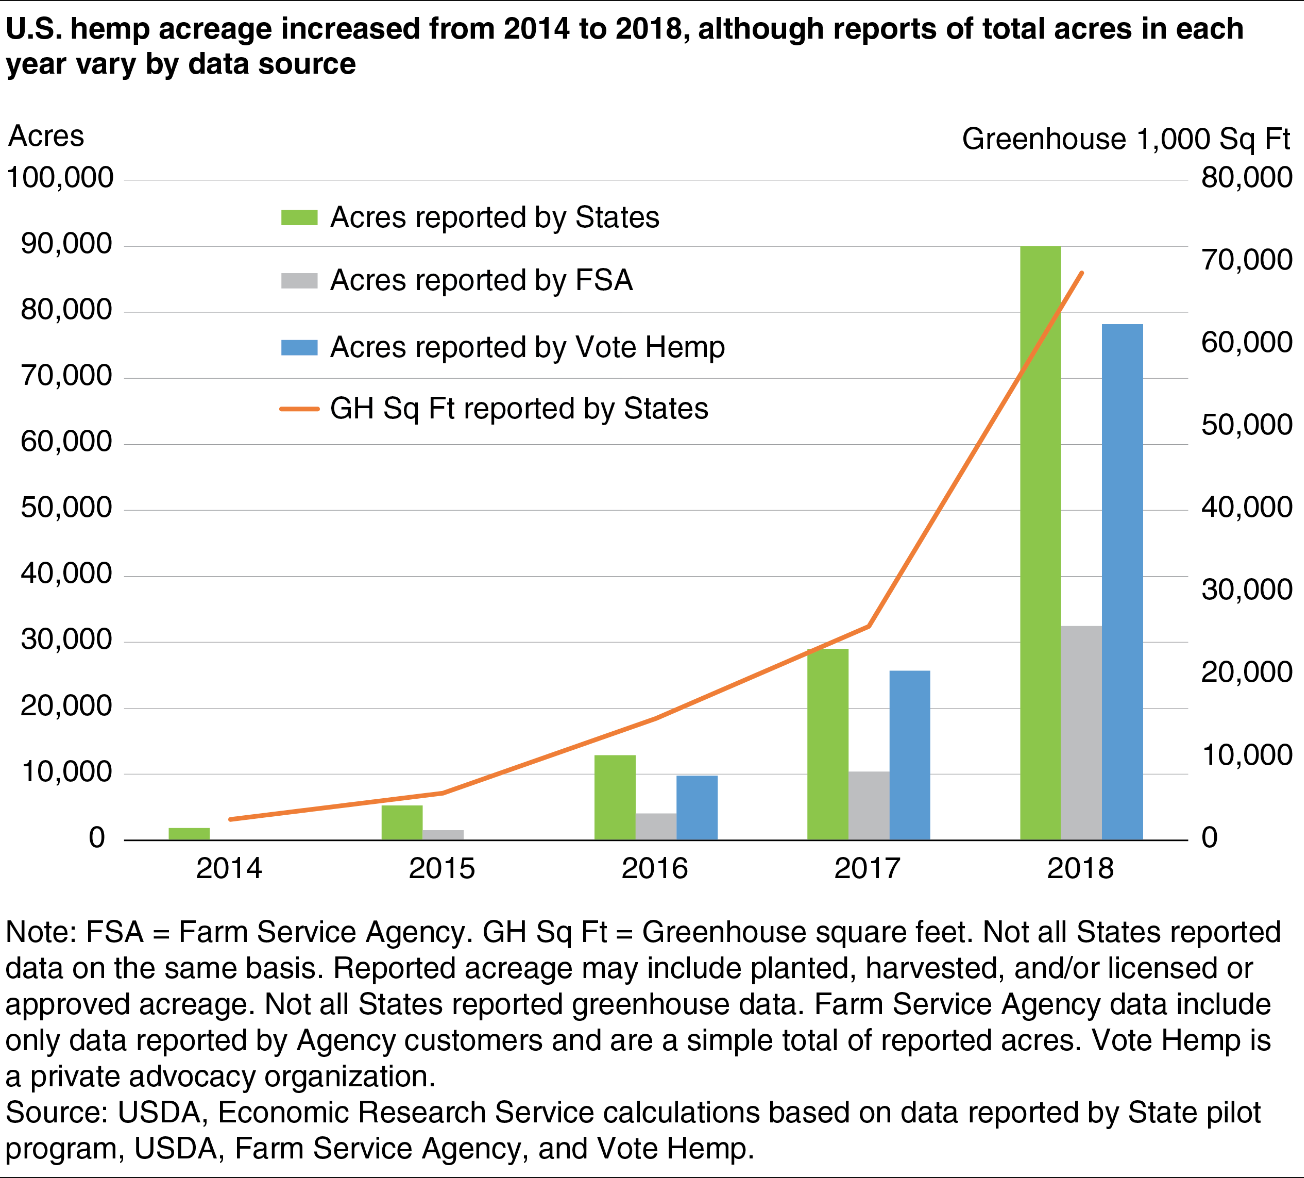 U.S. hemp acreage increased from 2014 to 2018, although reports of total acres in each
year vary by data source
Acres
Greenhouse 1,000 Sq Ft
100,000
90,000
80,000
70,000
60,000
50,000
40,000
30,000
20,000
10,000
0
Acres reported by States
Acres reported by FSA
Acres reported by Vote Hemp
GH Sq Ft reported by States
80,000
70,000
60,000
50,000
40,000
30,000
20,000
10,000
0
2014 2015 2016 2017 2018
Note: FSA = Farm Service Agency. GH Sq Ft = Greenhouse square feet. Not all States reported
data on the same basis. Reported acreage may include planted, harvested, and/or licensed or
approved acreage. Not all States reported greenhouse data. Farm Service Agency data include
only data reported by Agency customers and are a simple total of reported acres. Vote Hemp is
a private advocacy organization.
Source: USDA, Economic Research Service calculations based on data reported by State pilot
program, USDA, Farm Service Agency, and Vote Hemp.